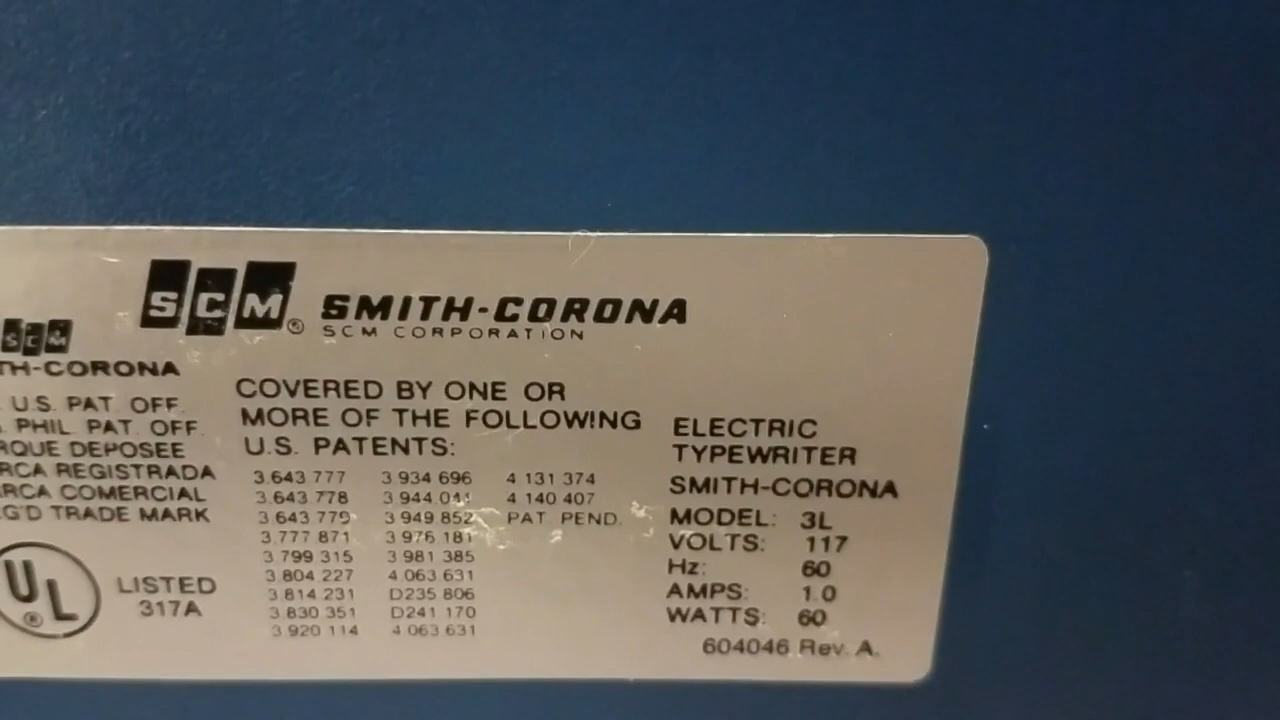 SCM® SMITH-CORONA
SCM CORPORATION
SCM
TH-CORONA
U.S. PAT. OFF.
PHIL. PAT. OFF.
RQUE DEPOSEE
RCA REGISTRADA
RCA COMERCIAL
G'D TRADE MARK
UL®
LISTED
317A
COVERED BY ONE OR
MORE OF THE FOLLOWING
U.S. PATENTS:
3.643.777 3.934.696 4.131.374
3.643.778 3.944.041 4.140.407
3.643.779 3.949.852 PAT. PEND.
3.777.871 3.976.181
3.799.315 3.981.385
3.804.227 4.063.631
3.814.231 D235.806
3.830.351 D241.170
3.920.114 4.063.631
ELECTRIC
TYPEWRITER
SMITH-CORONA
MODEL: 3L
VOLTS: 117
Hz: 60
AMPS: 1.0
WATTS: 60
604046 Rev. A.